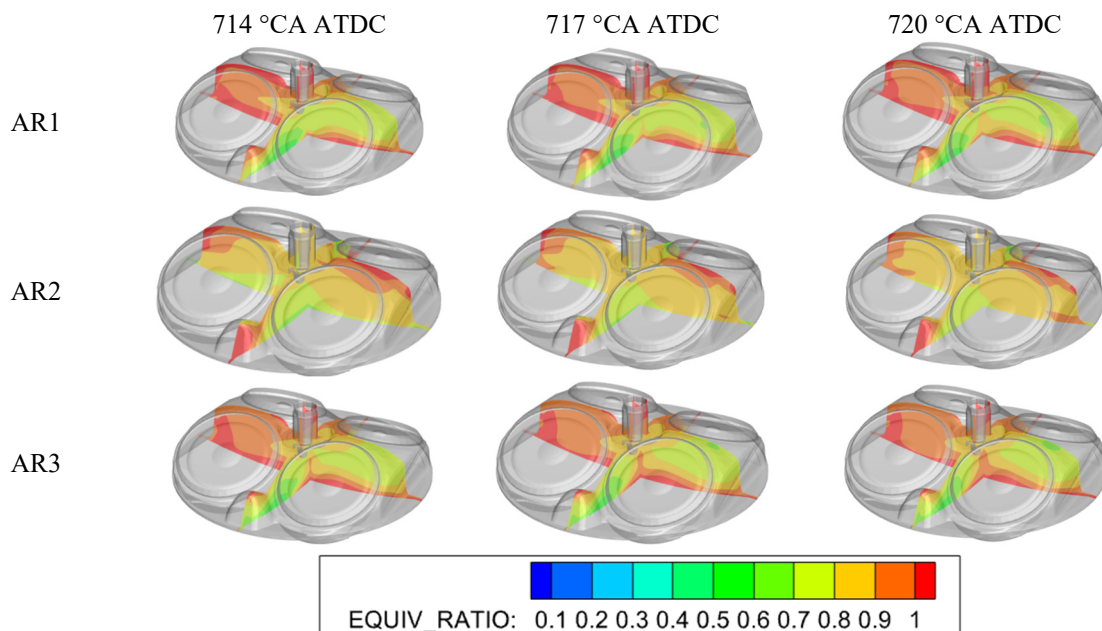 714 °CA ATDC 717 °CA ATDC 720 °CA ATDC
AR1
AR2
AR3
EQUIV_RATIO: 0.1 0.2 0.3 0.4 0.5 0.6 0.7 0.8 0.9 1